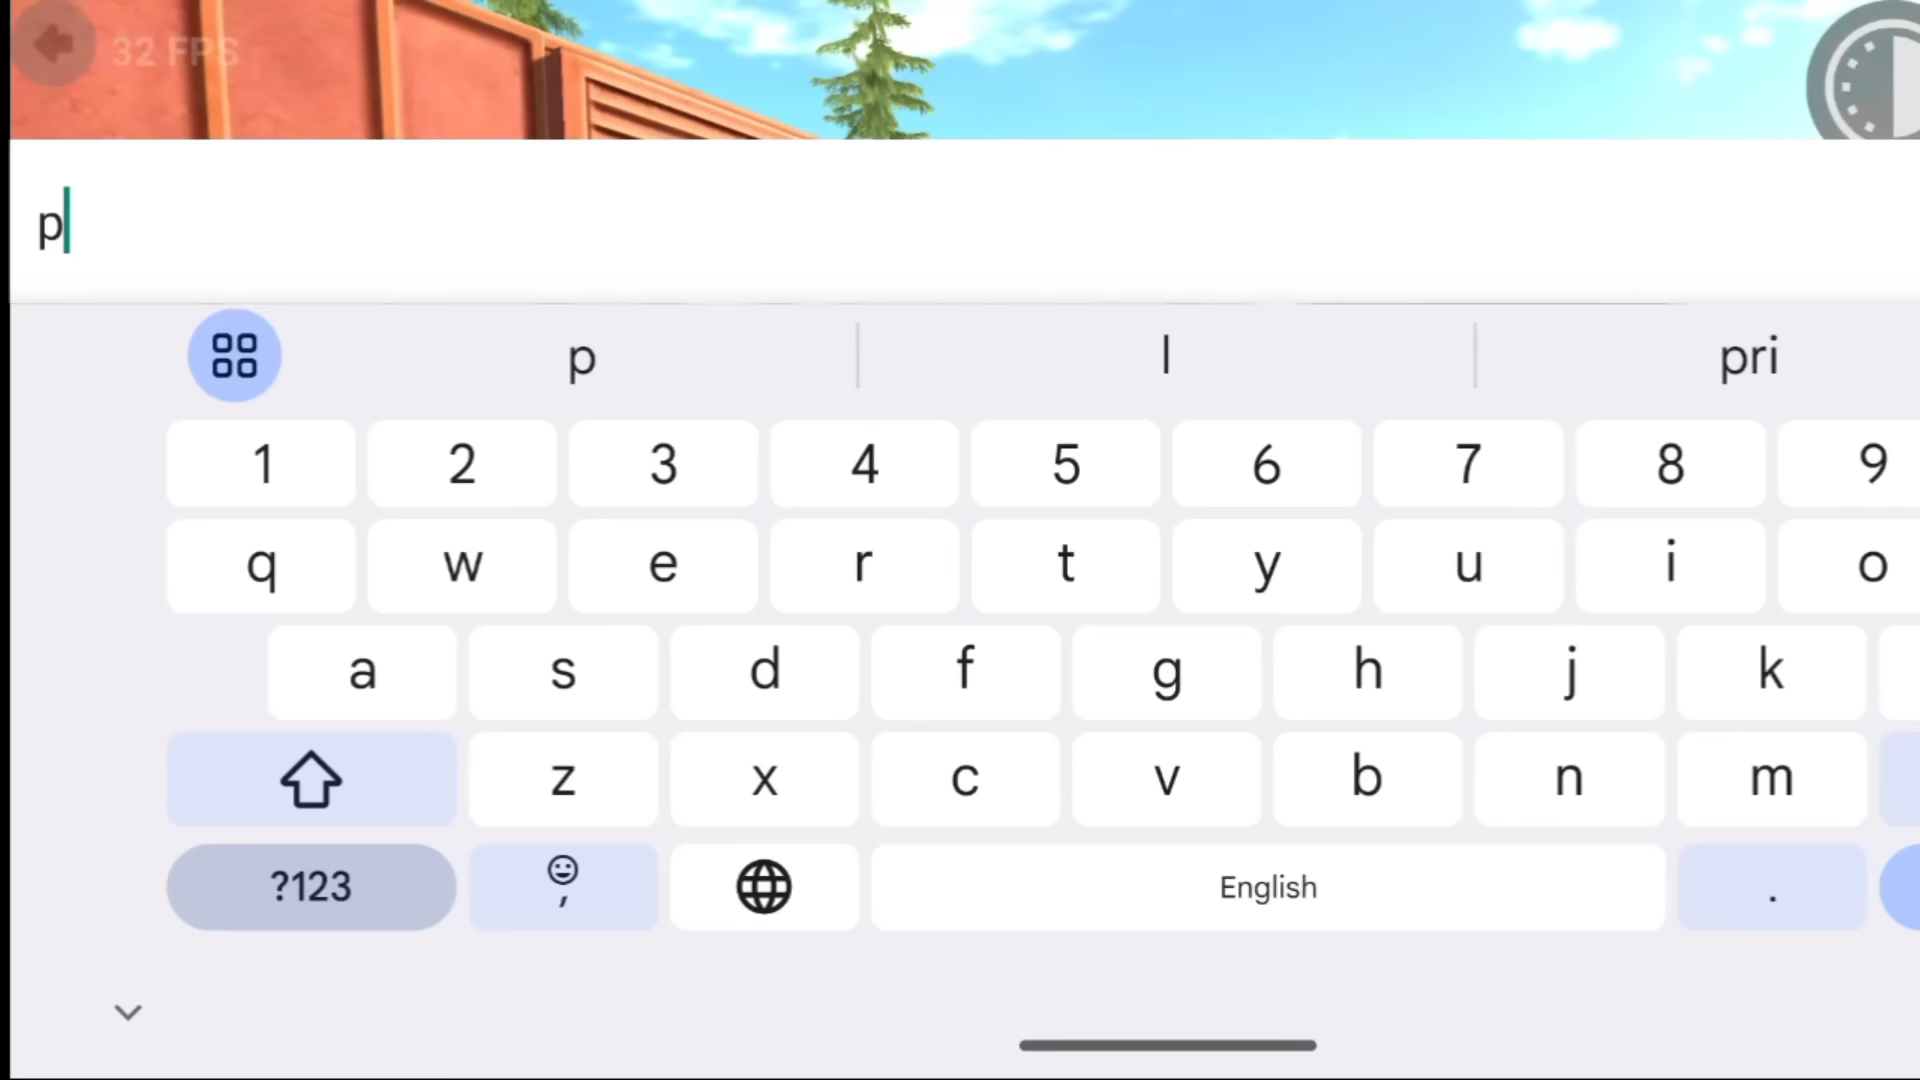 32 FPS
p
p l pri
1 2 3 4 5 6 7 8 9
q w e r t y u i o
a s d f g h j k
z x c v b n m
?123 , English .